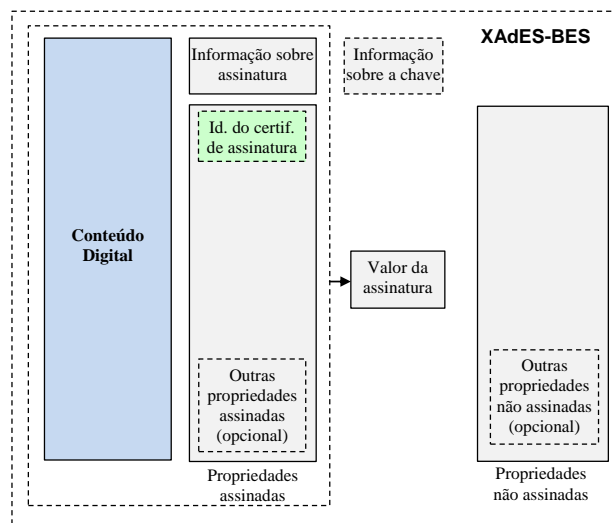 XAdES-BES
Informação sobre
assinatura
Informação
sobre a chave
Id. do certif.
de assinatura
Conteúdo
Digital
Valor da
assinatura
Outras
propriedades
assinadas
(opcional)
Outras
propriedades
não assinadas
(opcional)
Propriedades
assinadas
Propriedades
não assinadas